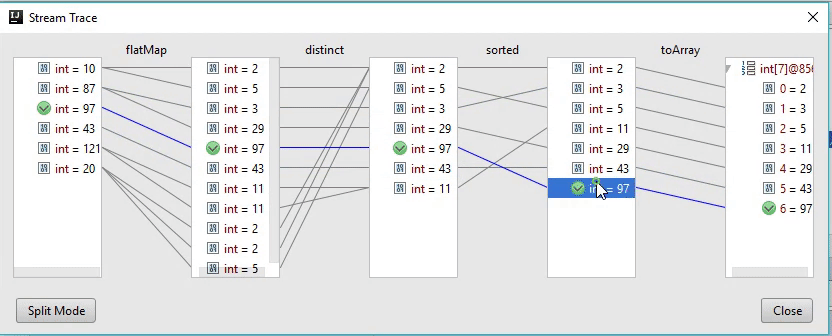 Stream Trace
flatMap distinct sorted toArray
int = 10
int = 87
int = 97
int = 43
int = 121
int = 20
int = 2
int = 5
int = 3
int = 29
int = 97
int = 43
int = 11
int = 11
int = 2
int = 2
int = 5
int = 2
int = 5
int = 3
int = 29
int = 97
int = 43
int = 11
int = 2
int = 3
int = 5
int = 11
int = 29
int = 43
int = 97
int[7]@856
0 = 2
1 = 3
2 = 5
3 = 11
4 = 29
5 = 43
6 = 97
Split Mode
Close